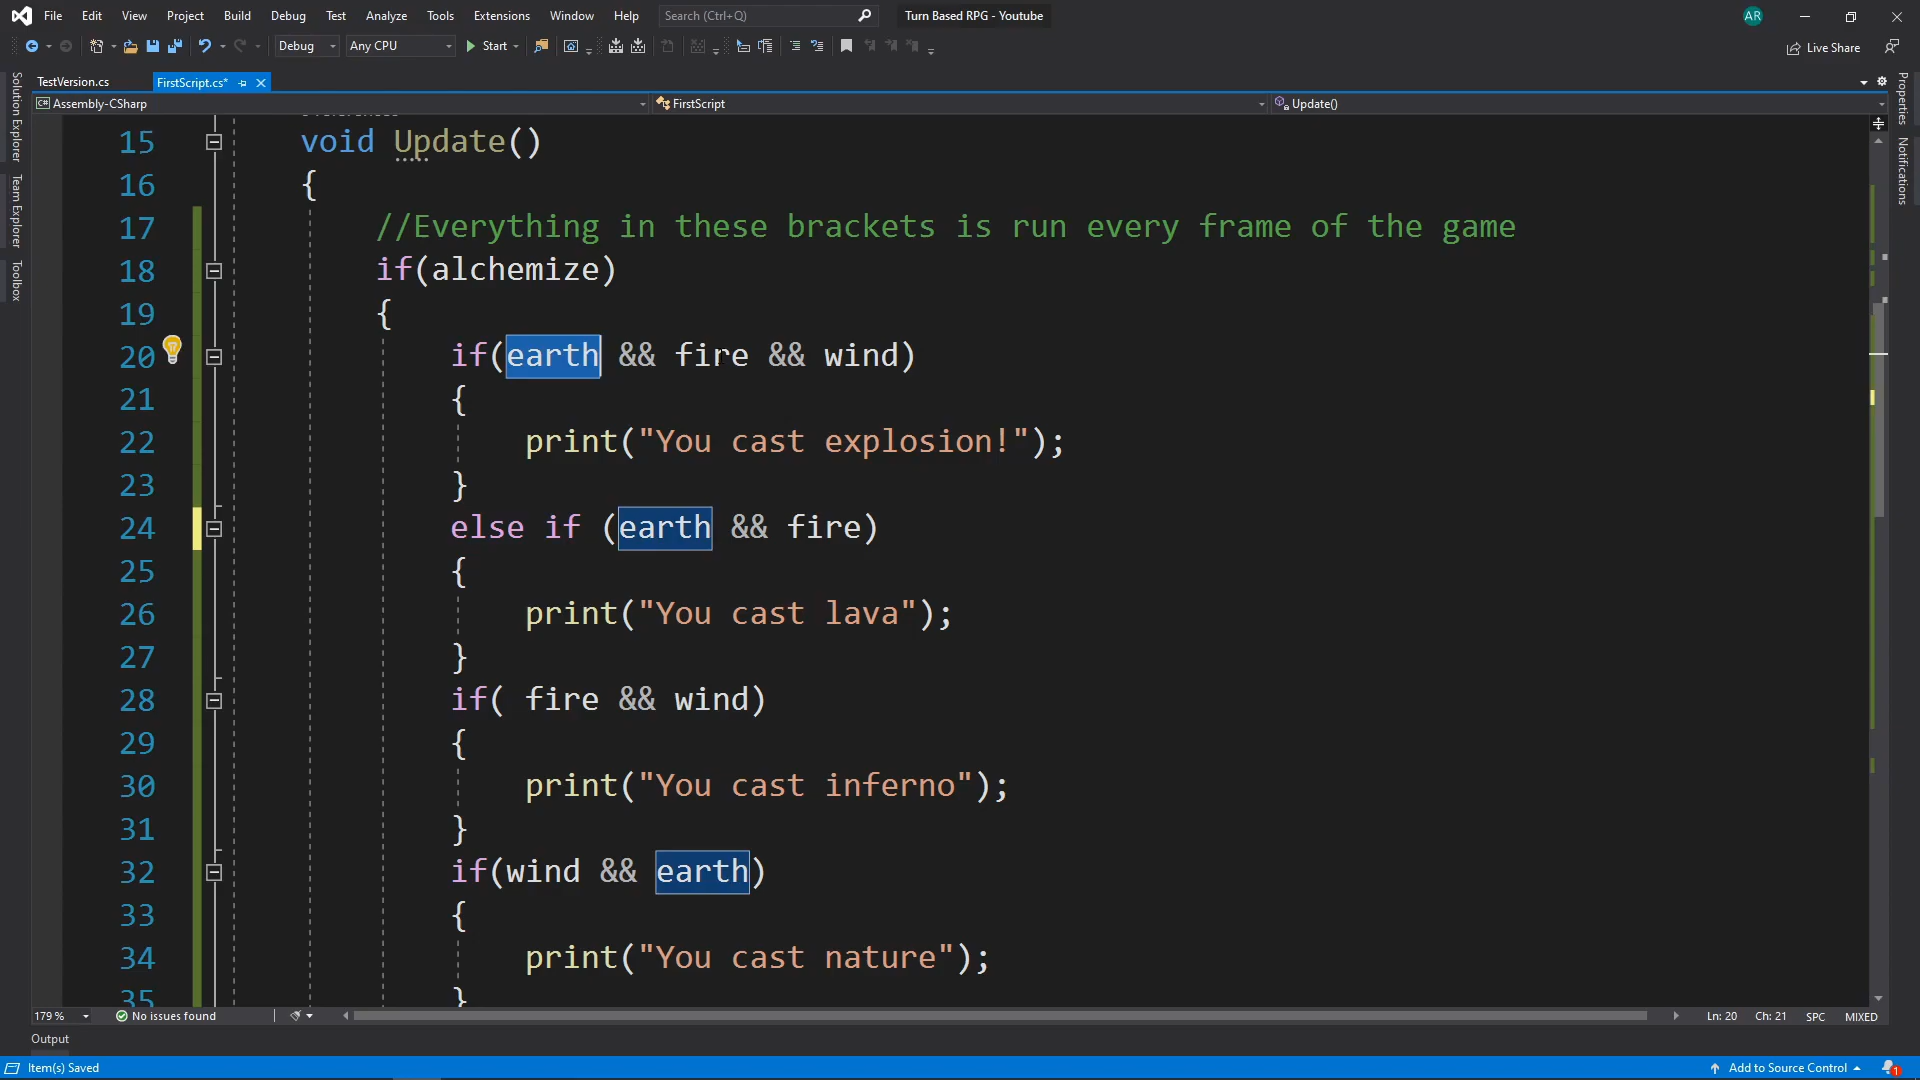 File Edit View Project Build Debug Test Analyze Tools Extensions Window Help Search (Ctrl+Q) Turn Based RPG - Youtube AR
Debug Any CPU Start Live Share
TestVersion.cs FirstScript.cs*
Assembly-CSharp FirstScript Update()
15 void Update()
16 {
17 //Everything in these brackets is run every frame of the game
18 if(alchemize)
19 {
20 if(earth && fire && wind)
21 {
22 print("You cast explosion!");
23 }
24 else if (earth && fire)
25 {
26 print("You cast lava");
27 }
28 if( fire && wind)
29 {
30 print("You cast inferno");
31 }
32 if(wind && earth)
33 {
34 print("You cast nature");
35 }
Solution Explorer
Team Explorer
Toolbox
Properties
Notifications
179 % No issues found Ln: 20 Ch: 21 SPC MIXED
Output
Item(s) Saved Add to Source Control 1